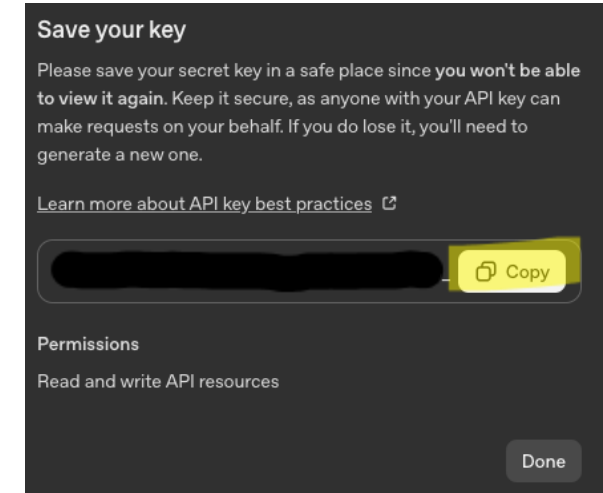 Save your key
Please save your secret key in a safe place since you won't be able
to view it again. Keep it secure, as anyone with your API key can
make requests on your behalf. If you do lose it, you'll need to
generate a new one.
Learn more about API key best practices
Copy
Permissions
Read and write API resources
Done